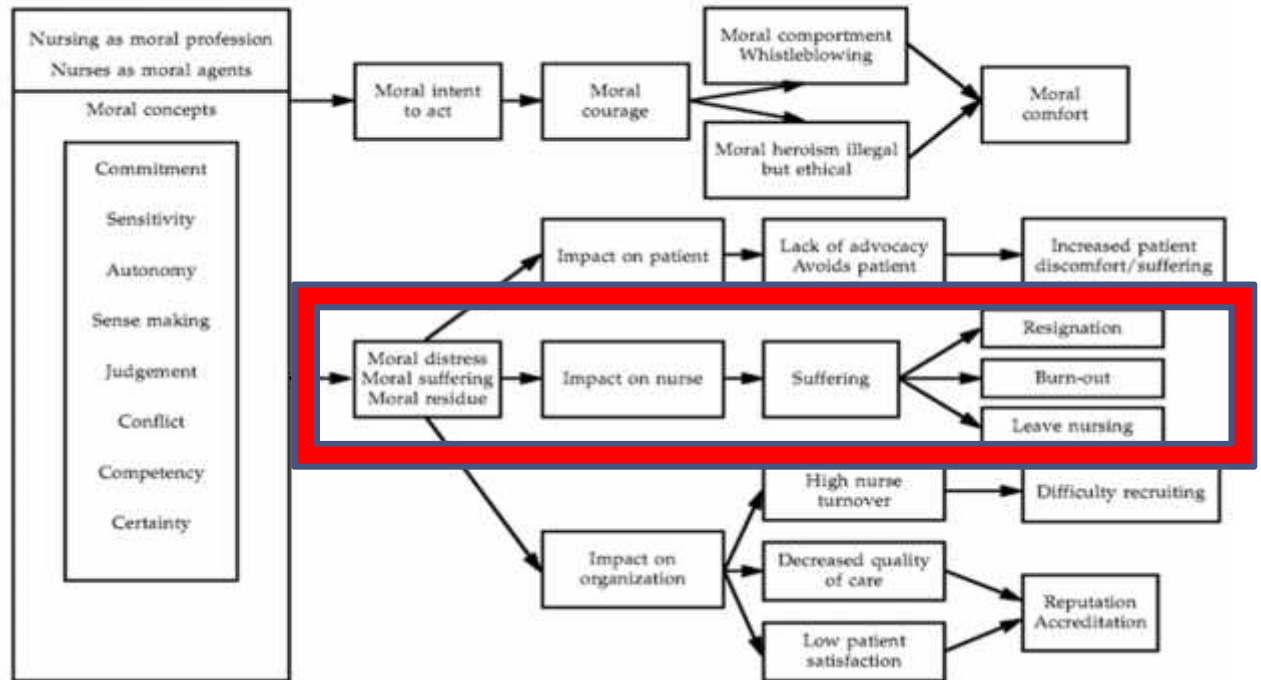 Nursing as moral profession
Nurses as moral agents
Moral concepts
Commitment
Sensitivity
Autonomy
Sense making
Judgement
Conflict
Competency
Certainty
Moral intent
to act
Moral
courage
Moral comportment
Whistleblowing
Moral heroism illegal
but ethical
Moral
comfort
Impact on patient
Lack of advocacy
Avoids patient
Increased patient
discomfort/suffering
Moral distress
Moral suffering
Moral residue
Impact on nurse
Suffering
Resignation
Burn-out
Leave nursing
Impact on
organization
High nurse
turnover
Difficulty recruiting
Decreased quality
of care
Low patient
satisfaction
Reputation
Accreditation